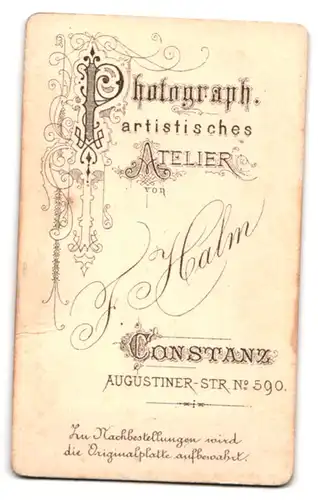 Photograph.
artistisches
ATELIER
von
F. Halm
CONSTANZ
AUGUSTINER-STR. No 590.
Zu Nachbestellungen wird
die Originalplatte aufbewahrt.